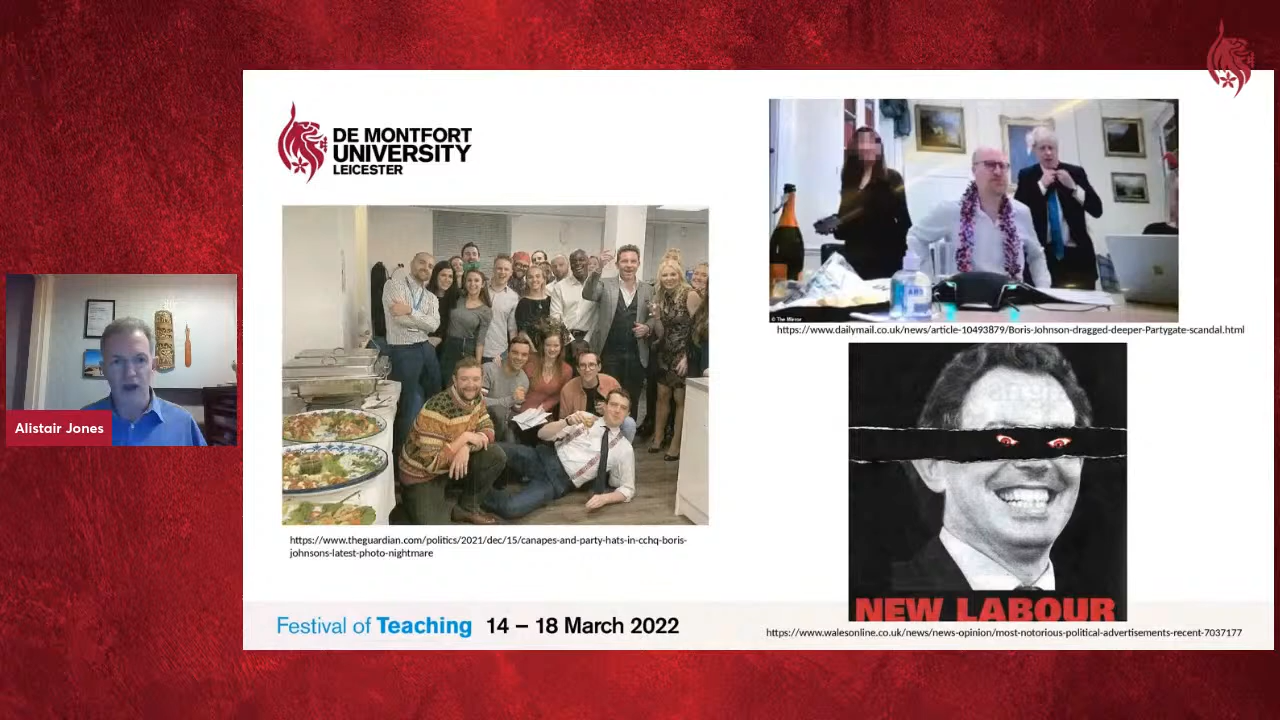 DE MONTFORT
UNIVERSITY
LEICESTER
© The Mirror
https://www.dailymail.co.uk/news/article-10493879/Boris-Johnson-dragged-deeper-Partygate-scandal.html
Alistair Jones
https://www.theguardian.com/politics/2021/dec/15/canapes-and-party-hats-in-cchq-boris-
johnsons-latest-photo-nightmare
NEW LABOUR
Festival of Teaching 14 – 18 March 2022
https://www.walesonline.co.uk/news/news-opinion/most-notorious-political-advertisements-recent-7037177